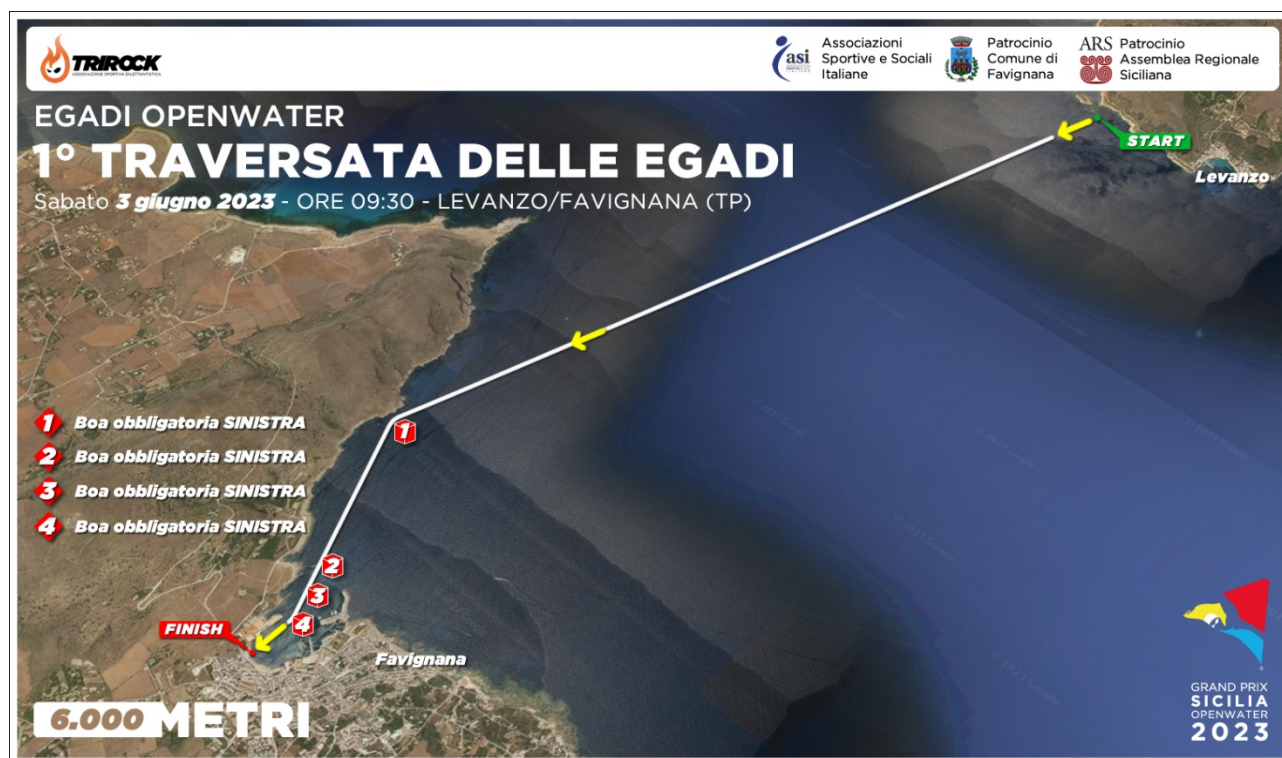 TRIROCK
ASSOCIAZIONE SPORTIVA DILETTANTISTICA
asi
Associazioni
Sportive e Sociali
Italiane
Patrocinio
Comune di
Favignana
ARS
Patrocinio
Assemblea Regionale
Siciliana
EGADI OPENWATER
1° TRAVERSATA DELLE EGADI
Sabato 3 giugno 2023 - ORE 09:30 - LEVANZO/FAVIGNANA (TP)
START
Levanzo
1
1 Boa obbligatoria SINISTRA
2 Boa obbligatoria SINISTRA
3 Boa obbligatoria SINISTRA
4 Boa obbligatoria SINISTRA
2
3
4
FINISH
Favignana
6.000 METRI
GRAND PRIX
SICILIA
OPENWATER
2023